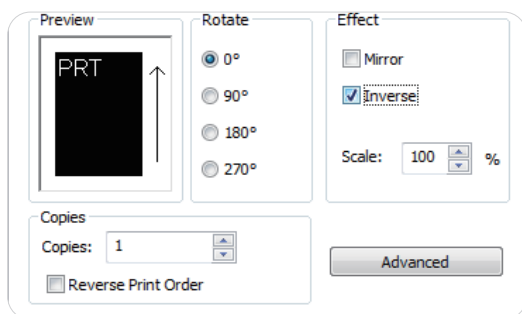 Preview
PRT
Rotate
0°
90°
180°
270°
Effect
Mirror
Inverse
Scale: 100 %
Copies
Copies: 1
Reverse Print Order
Advanced